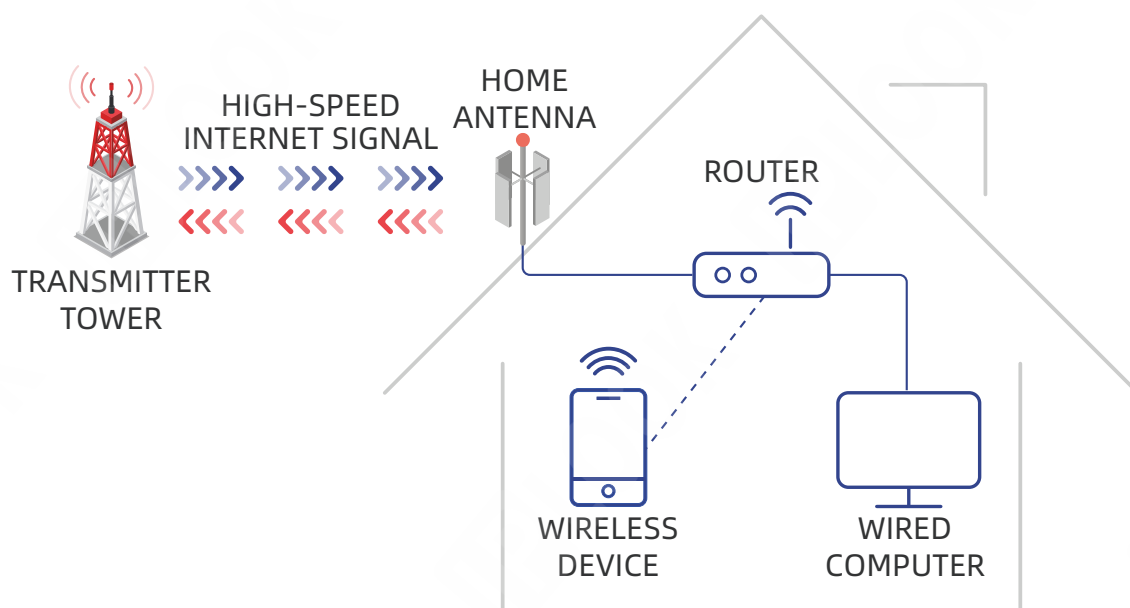 HIGH-SPEED
INTERNET SIGNAL
HOME
ANTENNA
ROUTER
TRANSMITTER
TOWER
WIRELESS
DEVICE
WIRED
COMPUTER